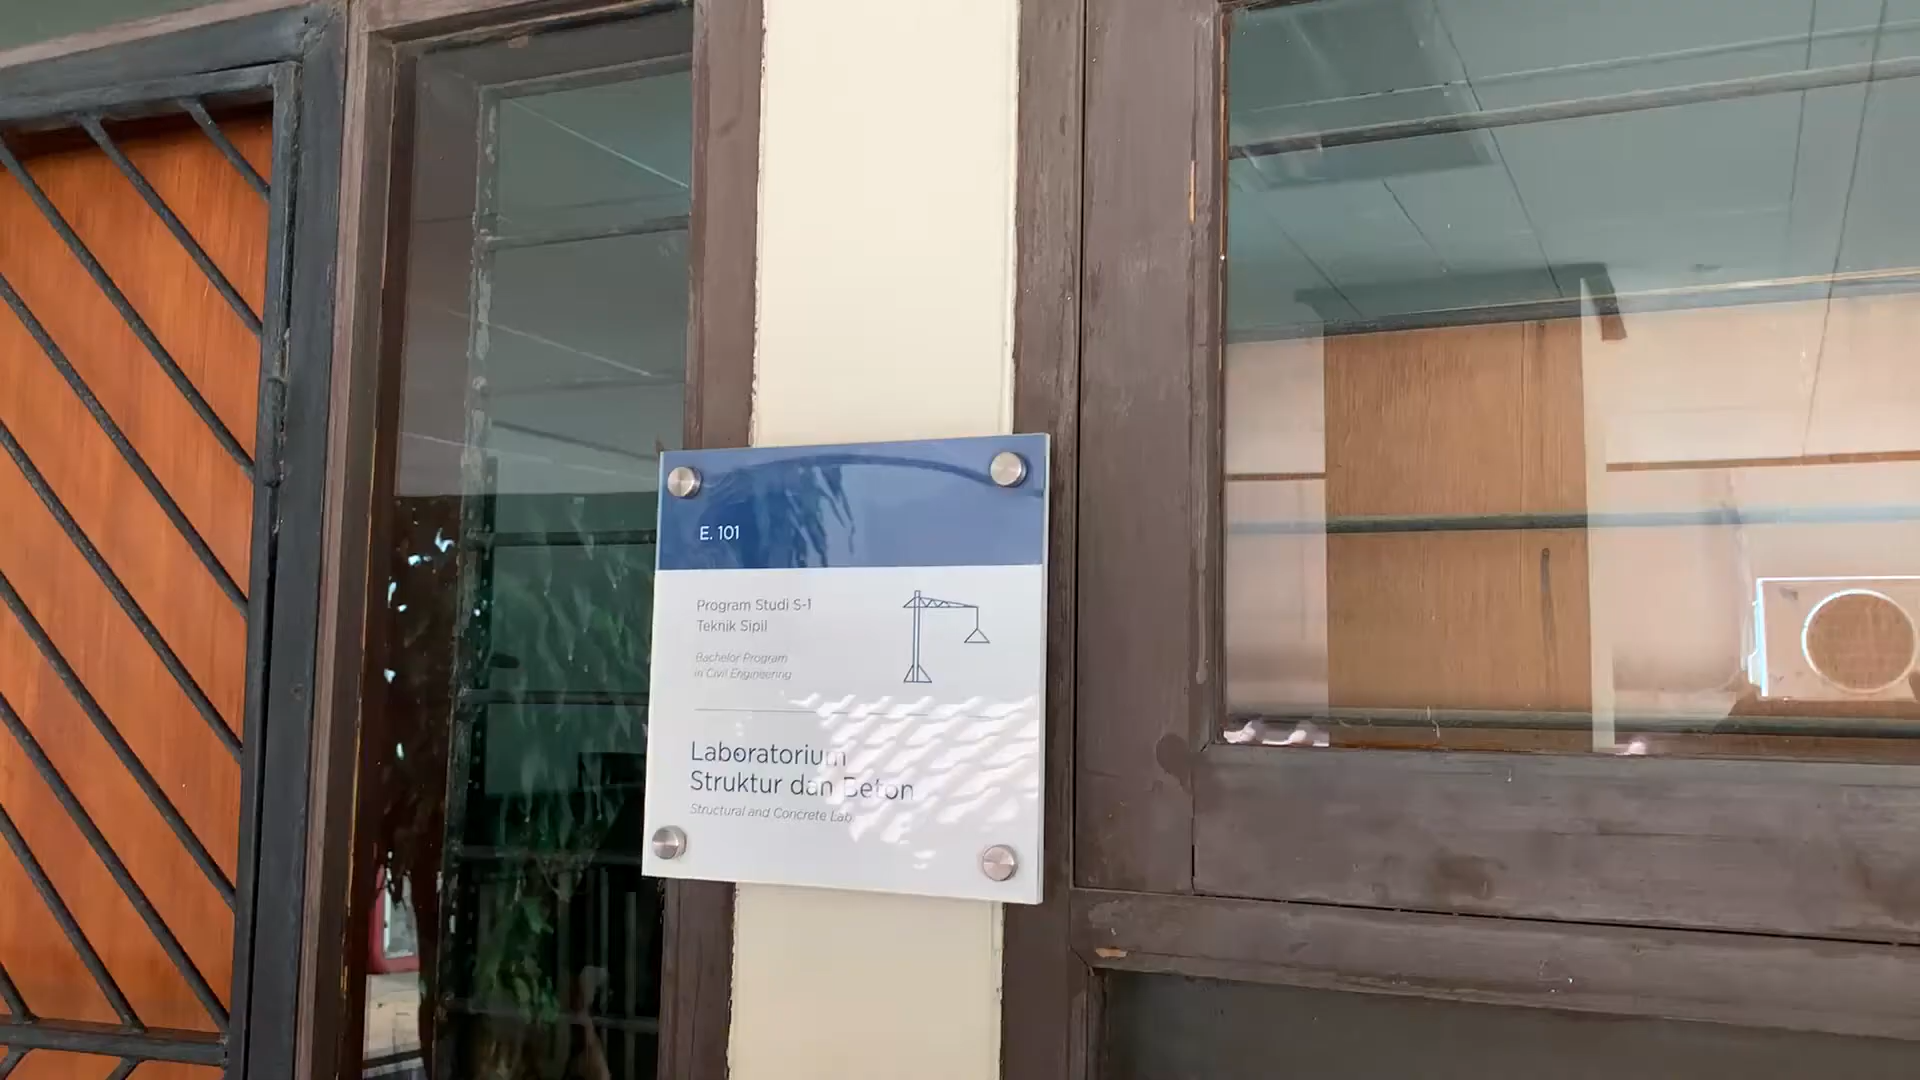 E. 101
Program Studi S-1
Teknik Sipil
Bachelor Program
in Civil Engineering
Laboratorium
Struktur dan Beton
Structural and Concrete Lab.